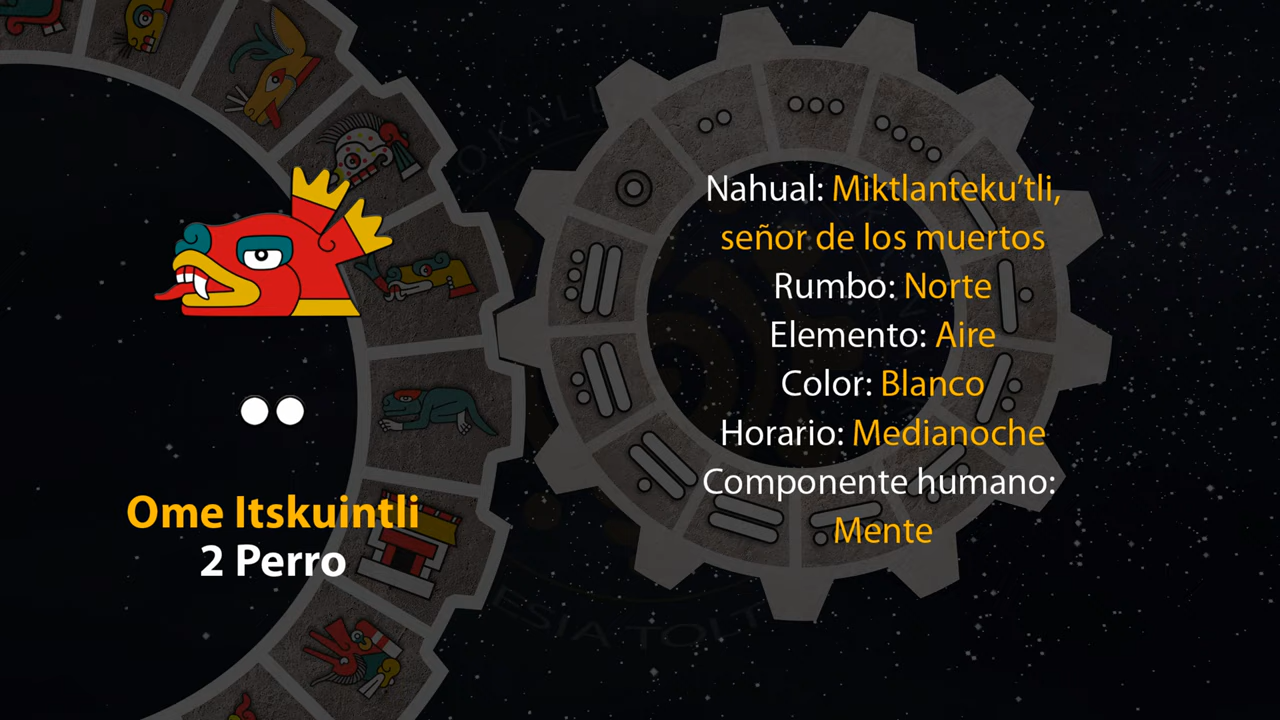 Ome Itskuintli
2 Perro
Nahual: Miktlanteku’tli,
señor de los muertos
Rumbo: Norte
Elemento: Aire
Color: Blanco
Horario: Medianoche
Componente humano:
Mente